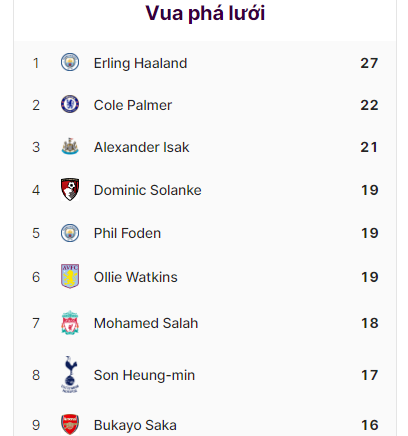 Vua phá lưới
1 Erling Haaland 27
2 Cole Palmer 22
3 Alexander Isak 21
4 Dominic Solanke 19
5 Phil Foden 19
6 AVFC Ollie Watkins 19
7 Mohamed Salah 18
8 Son Heung-min 17
9 Arsenal Bukayo Saka 16